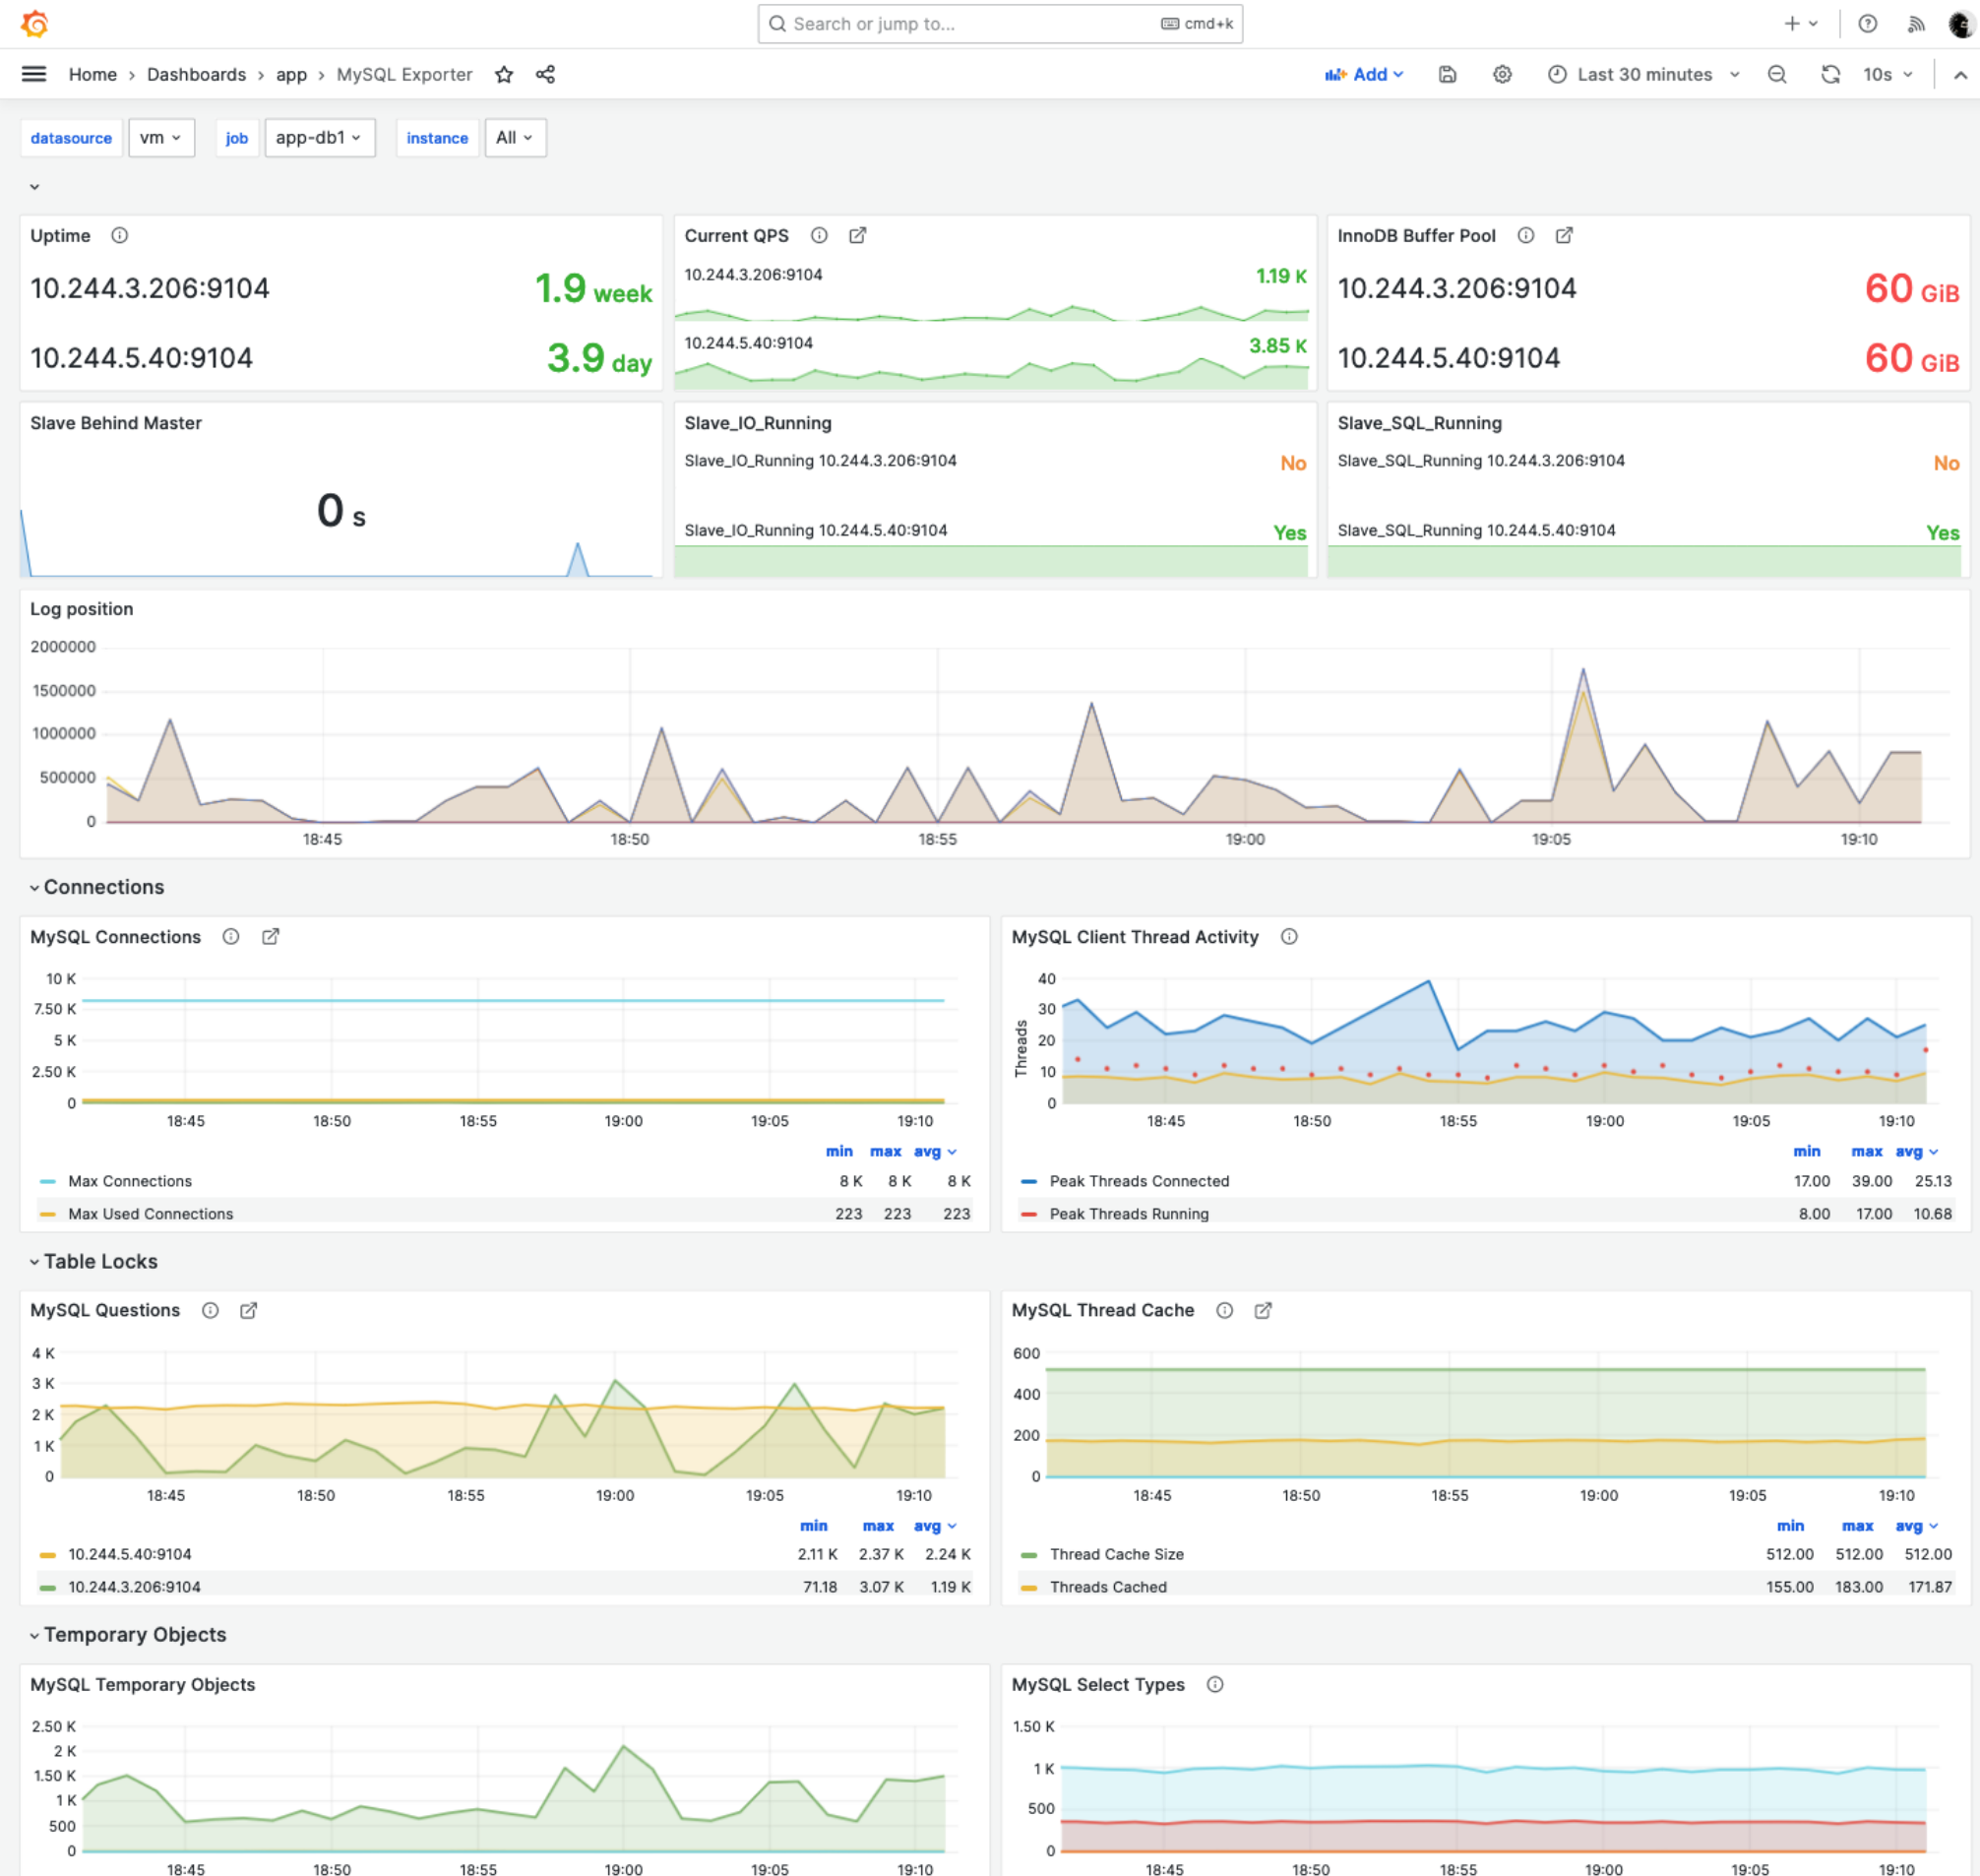 Search or jump to... cmd+k
Home › Dashboards › app › MySQL Exporter Add Last 30 minutes 10s
datasource vm job app-db1 instance All
Uptime
10.244.3.206:9104 1.9 week
10.244.5.40:9104 3.9 day
Current QPS
10.244.3.206:9104 1.19 K
10.244.5.40:9104 3.85 K
InnoDB Buffer Pool
10.244.3.206:9104 60 GiB
10.244.5.40:9104 60 GiB
Slave Behind Master
0 s
Slave_IO_Running
Slave_IO_Running 10.244.3.206:9104 No
Slave_IO_Running 10.244.5.40:9104 Yes
Slave_SQL_Running
Slave_SQL_Running 10.244.3.206:9104 No
Slave_SQL_Running 10.244.5.40:9104 Yes
Log position
2000000
1500000
1000000
500000
0
18:45 18:50 18:55 19:00 19:05 19:10
Connections
MySQL Connections
10 K
7.50 K
5 K
2.50 K
0
18:45 18:50 18:55 19:00 19:05 19:10
min max avg
Max Connections 8 K 8 K 8 K
Max Used Connections 223 223 223
MySQL Client Thread Activity
Threads
40
30
20
10
0
18:45 18:50 18:55 19:00 19:05 19:10
min max avg
Peak Threads Connected 17.00 39.00 25.13
Peak Threads Running 8.00 17.00 10.68
Table Locks
MySQL Questions
4 K
3 K
2 K
1 K
0
18:45 18:50 18:55 19:00 19:05 19:10
min max avg
10.244.5.40:9104 2.11 K 2.37 K 2.24 K
10.244.3.206:9104 71.18 3.07 K 1.19 K
MySQL Thread Cache
600
400
200
0
18:45 18:50 18:55 19:00 19:05 19:10
min max avg
Thread Cache Size 512.00 512.00 512.00
Threads Cached 155.00 183.00 171.87
Temporary Objects
MySQL Temporary Objects
2.50 K
2 K
1.50 K
1 K
500
0
18:45 18:50 18:55 19:00 19:05 19:10
MySQL Select Types
1.50 K
1 K
500
0
18:45 18:50 18:55 19:00 19:05 19:10